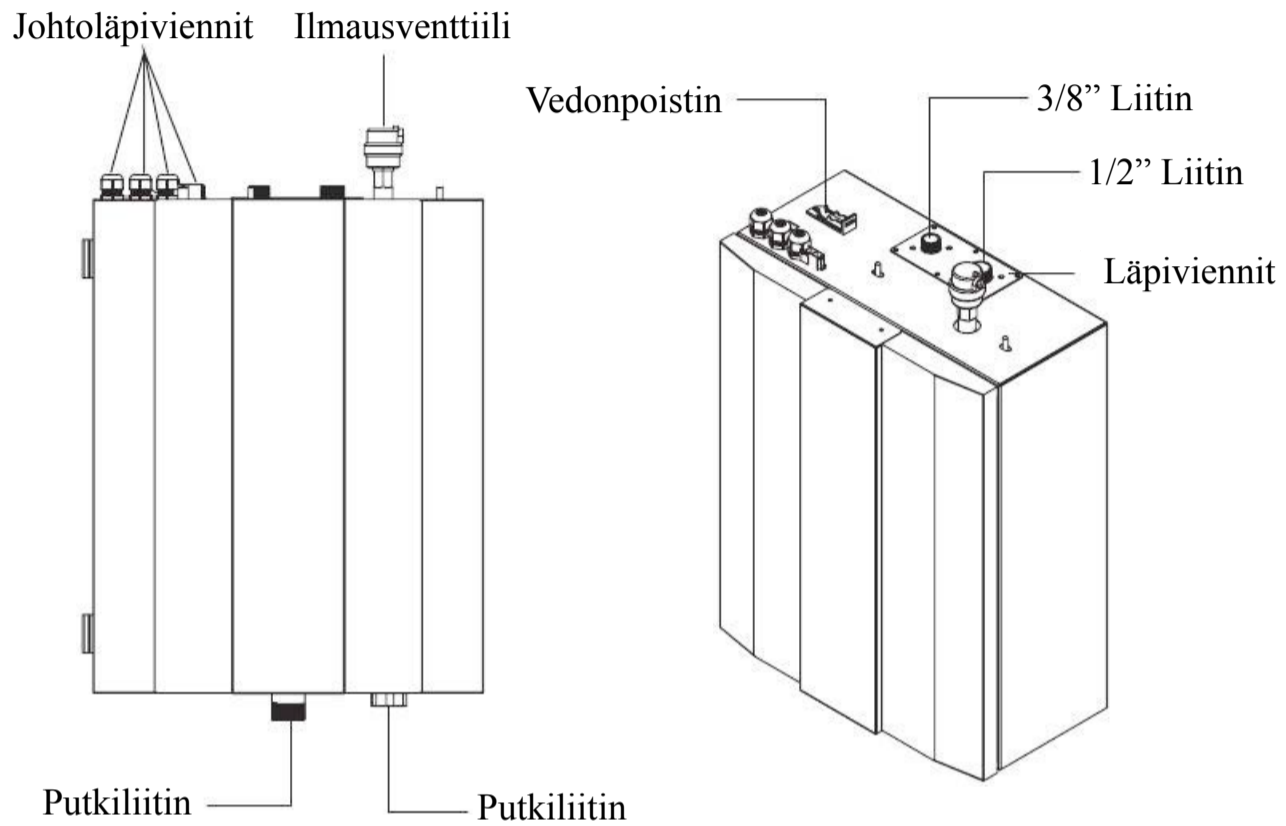 Johtoläpiviennit
Ilmausventtiili
Vedonpoistin
3/8” Liitin
1/2” Liitin
Läpiviennit
Putkiliitin
Putkiliitin